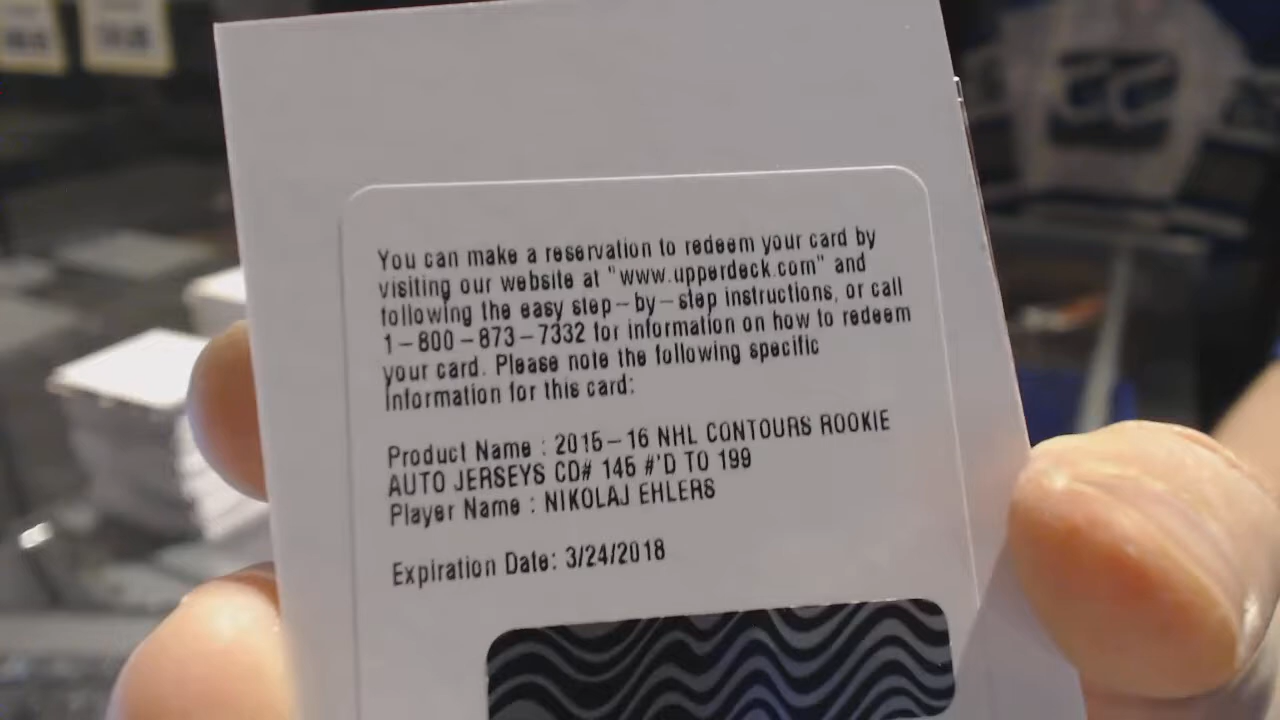 You can make a reservation to redeem your card by
visiting our website at "www.upperdeck.com" and
following the easy step-by-step instructions, or call
1-800-873-7332 for information on how to redeem
your card. Please note the following specific
information for this card:
Product Name : 2015-16 NHL CONTOURS ROOKIE
AUTO JERSEYS CD# 145 #'D TO 199
Player Name : NIKOLAJ EHLERS
Expiration Date: 3/24/2018